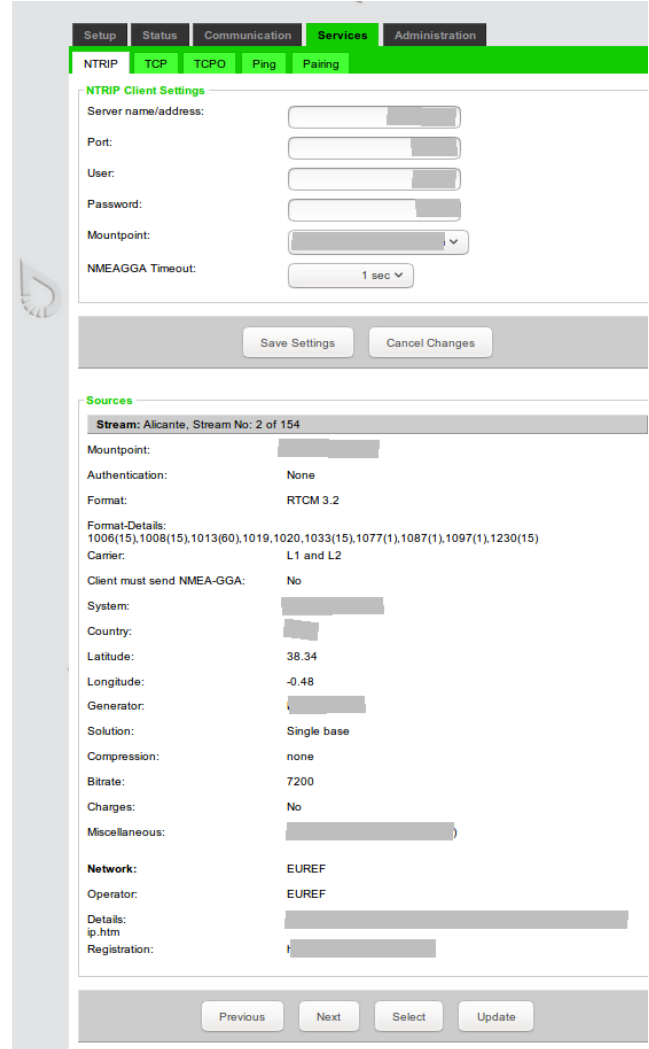 Setup Status Communication Services Administration
NTRIP TCP TCPO Ping Pairing
NTRIP Client Settings
Server name/address:
Port:
User:
Password:
Mountpoint:
NMEAGGA Timeout: 1 sec
Save Settings Cancel Changes
Sources
Stream: Alicante, Stream No: 2 of 154
Mountpoint:
Authentication: None
Format: RTCM 3.2
Format-Details:
1006(15),1008(15),1013(60),1019,1020,1033(15),1077(1),1087(1),1097(1),1230(15)
Carrier: L1 and L2
Client must send NMEA-GGA: No
System:
Country:
Latitude: 38.34
Longitude: -0.48
Generator:
Solution: Single base
Compression: none
Bitrate: 7200
Charges: No
Miscellaneous: )
Network: EUREF
Operator: EUREF
Details:
ip.htm
Registration:
Previous Next Select Update